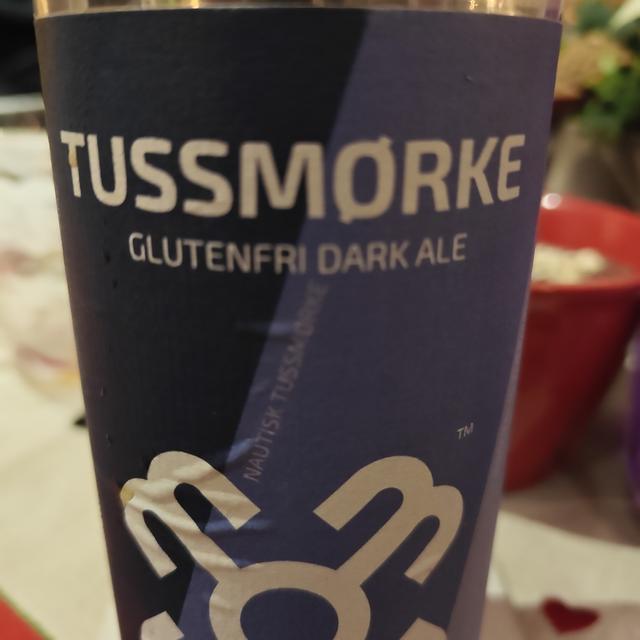 TUSSMØRKE
GLUTENFRI DARK ALE
NAUTISK TUSSMØRKE
TM